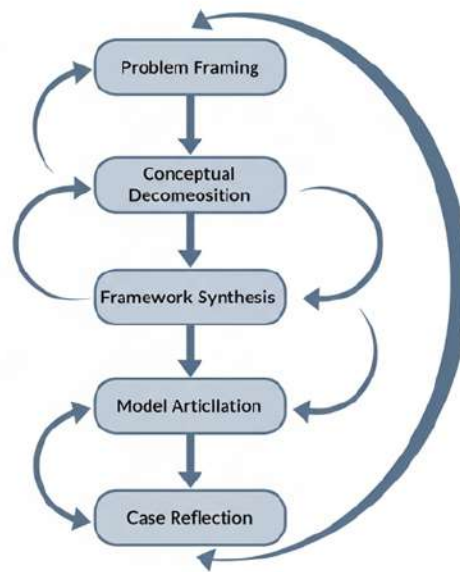 Problem Framing
Conceptual
Decomeosition
Framework Synthesis
Model Articllation
Case Reflection